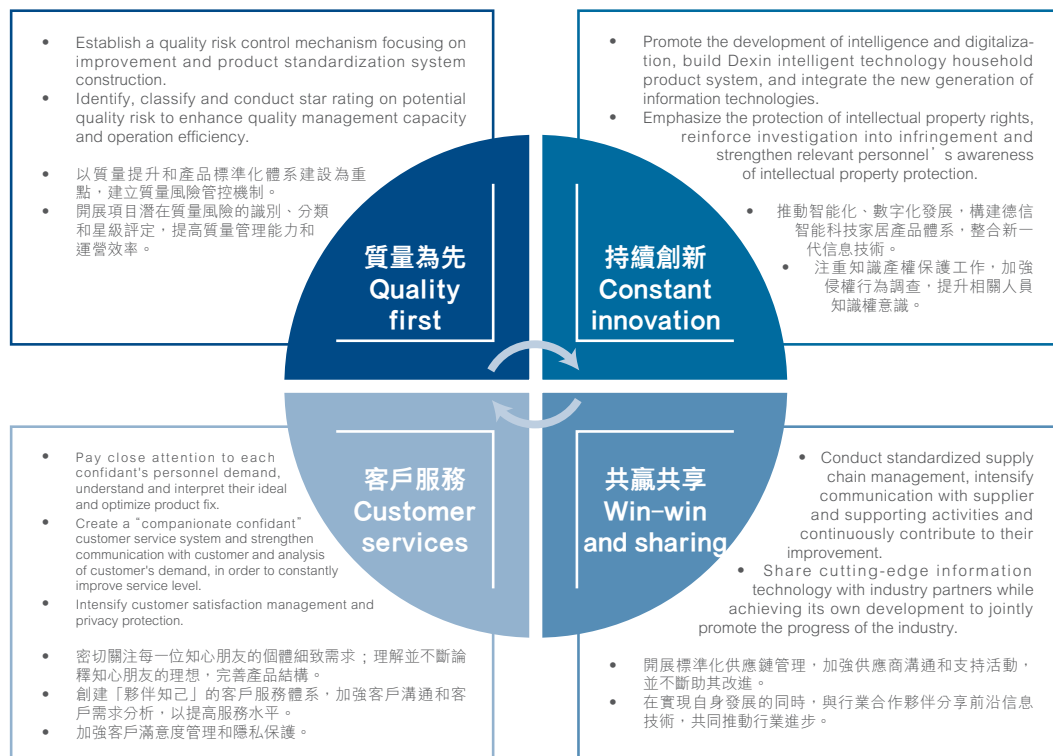 • Establish a quality risk control mechanism focusing on
improvement and product standardization system
construction.
• Identify, classify and conduct star rating on potential
quality risk to enhance quality management capacity
and operation efficiency.
• 以質量提升和產品標準化體系建設為重
點，建立質量風險管控機制。
• 開展項目潛在質量風險的識別、分類
和星級評定，提高質量管理能力和
運營效率。
質量為先
Quality
first
• Promote the development of intelligence and digitaliza-
tion, build Dexin intelligent technology household
product system, and integrate the new generation of
information technologies.
• Emphasize the protection of intellectual property rights,
reinforce investigation into infringement and
strengthen relevant personnel's awareness
of intellectual property protection.
• 推動智能化、數字化發展，構建德信
智能科技家居產品體系，整合新一
代信息技術。
• 注重知識產權保護工作，加強
侵權行為調查，提升相關人員
知識權意識。
持續創新
Constant
innovation
• Pay close attention to each
confidant's personnel demand,
understand and interpret their ideal
and optimize product fix.
• Create a "companionate confidant"
customer service system and strengthen
communication with customer and analysis
of customer's demand, in order to constantly
improve service level.
• Intensify customer satisfaction management and
privacy protection.
• 密切關注每一位知心朋友的個體細致需求；理解並不斷論
釋知心朋友的理想，完善產品結構。
• 創建「夥伴知己」的客戶服務體系，加強客戶溝通和客
戶需求分析，以提高服務水平。
• 加強客戶滿意度管理和隱私保護。
客戶服務
Customer
services
• Conduct standardized supply
chain management, intensify
communication with supplier
and supporting activities and
continuously contribute to their
improvement.
• Share cutting-edge information
technology with industry partners while
achieving its own development to jointly
promote the progress of the industry.
• 開展標準化供應鏈管理，加強供應商溝通和支持活動，
並不斷助其改進。
• 在實現自身發展的同時，與行業合作夥伴分享前沿信息
技術，共同推動行業進步。
共贏共享
Win-win
and sharing